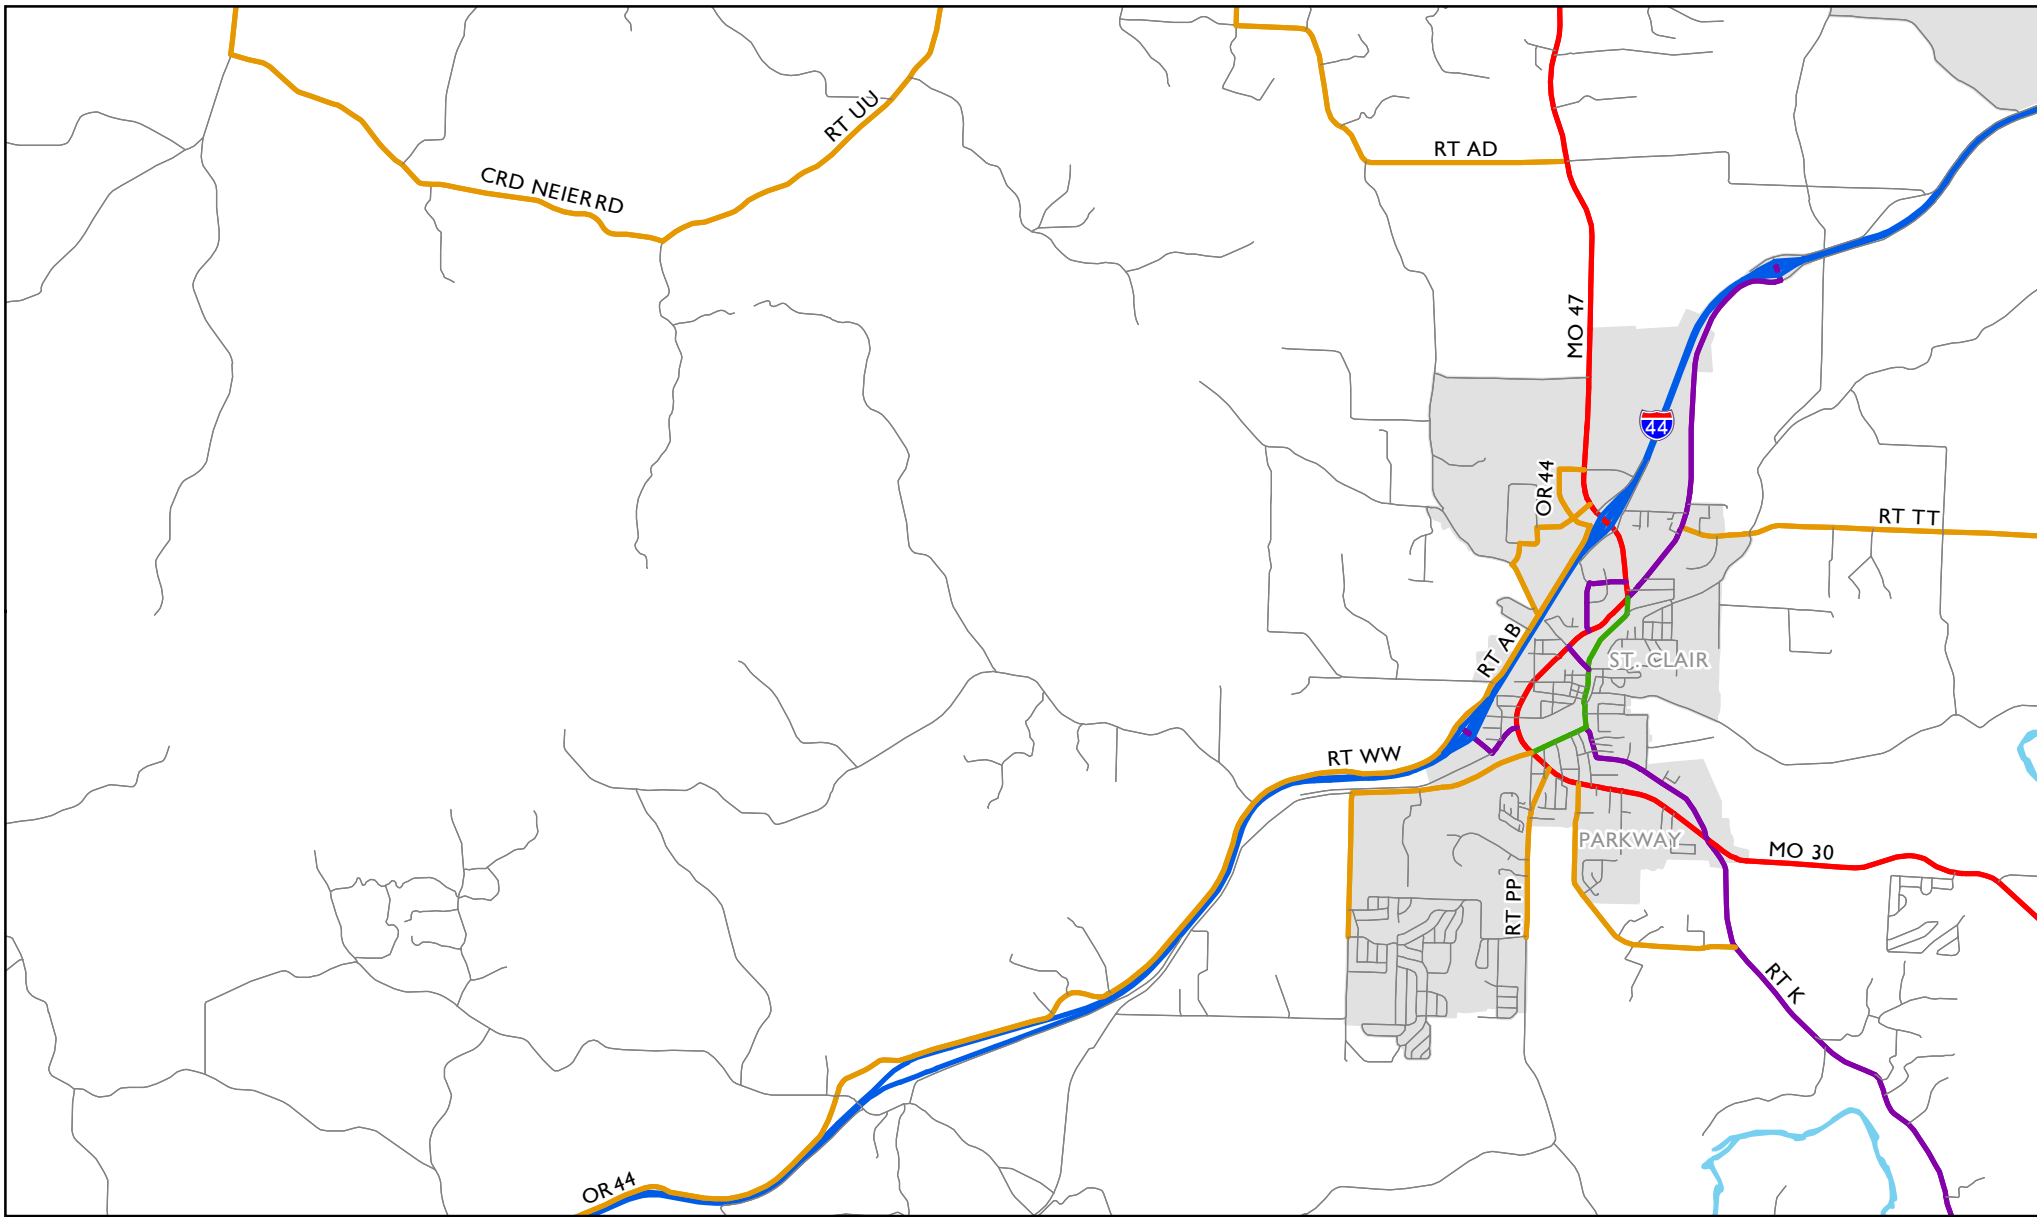 RT UU
RT AD
CRD NEIER RD
MO 47
44
OR 44
RT TT
RT AB
ST. CLAIR
RT WW
PARKWAY
MO 30
RT PP
RT K
OR 44